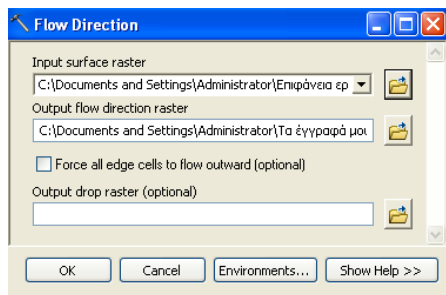 Flow Direction
Input surface raster
C:\Documents and Settings\Administrator\Επιφάνεια ερ
Output flow direction raster
C:\Documents and Settings\Administrator\Τα έγγραφά μου
Force all edge cells to flow outward (optional)
Output drop raster (optional)
OK Cancel Environments... Show Help >>